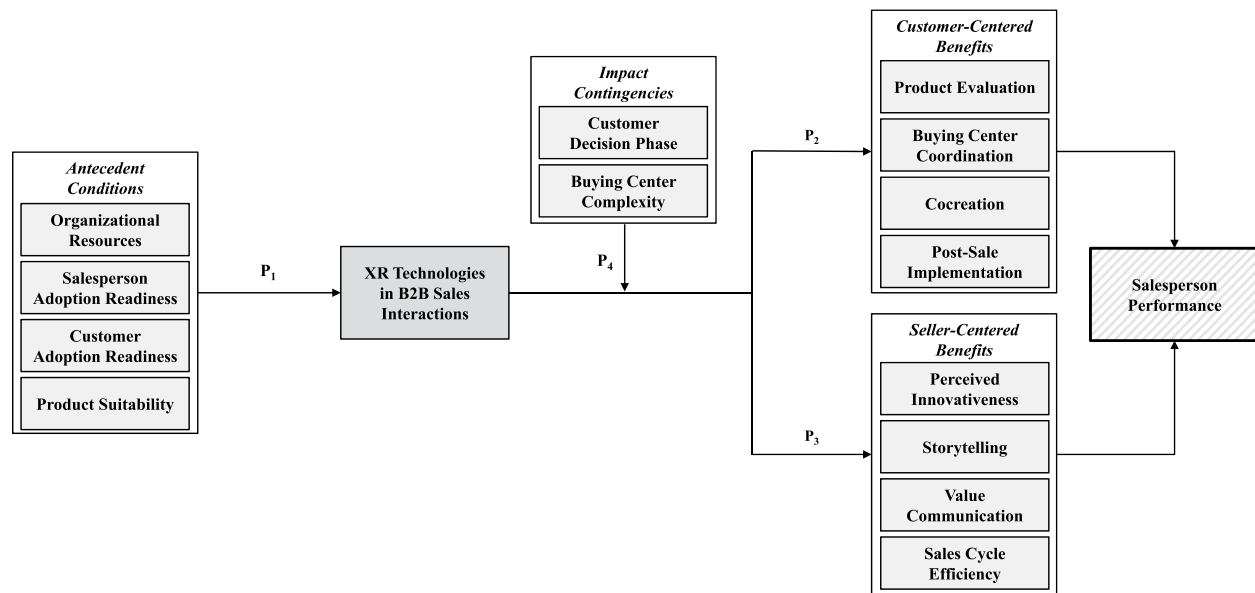 Antecedent
Conditions
Organizational
Resources
Salesperson
Adoption Readiness
Customer
Adoption Readiness
Product Suitability
P1
XR Technologies
in B2B Sales
Interactions
Impact
Contingencies
Customer
Decision Phase
Buying Center
Complexity
P4
P2
P3
Customer-Centered
Benefits
Product Evaluation
Buying Center
Coordination
Cocreation
Post-Sale
Implementation
Seller-Centered
Benefits
Perceived
Innovativeness
Storytelling
Value
Communication
Sales Cycle
Efficiency
Salesperson
Performance